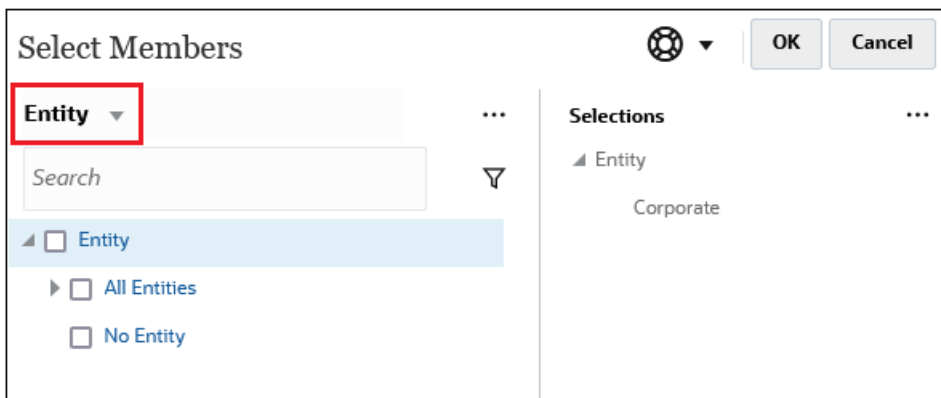 Select Members
OK
Cancel
Entity
...
Search
Entity
All Entities
No Entity
Selections
...
Entity
Corporate